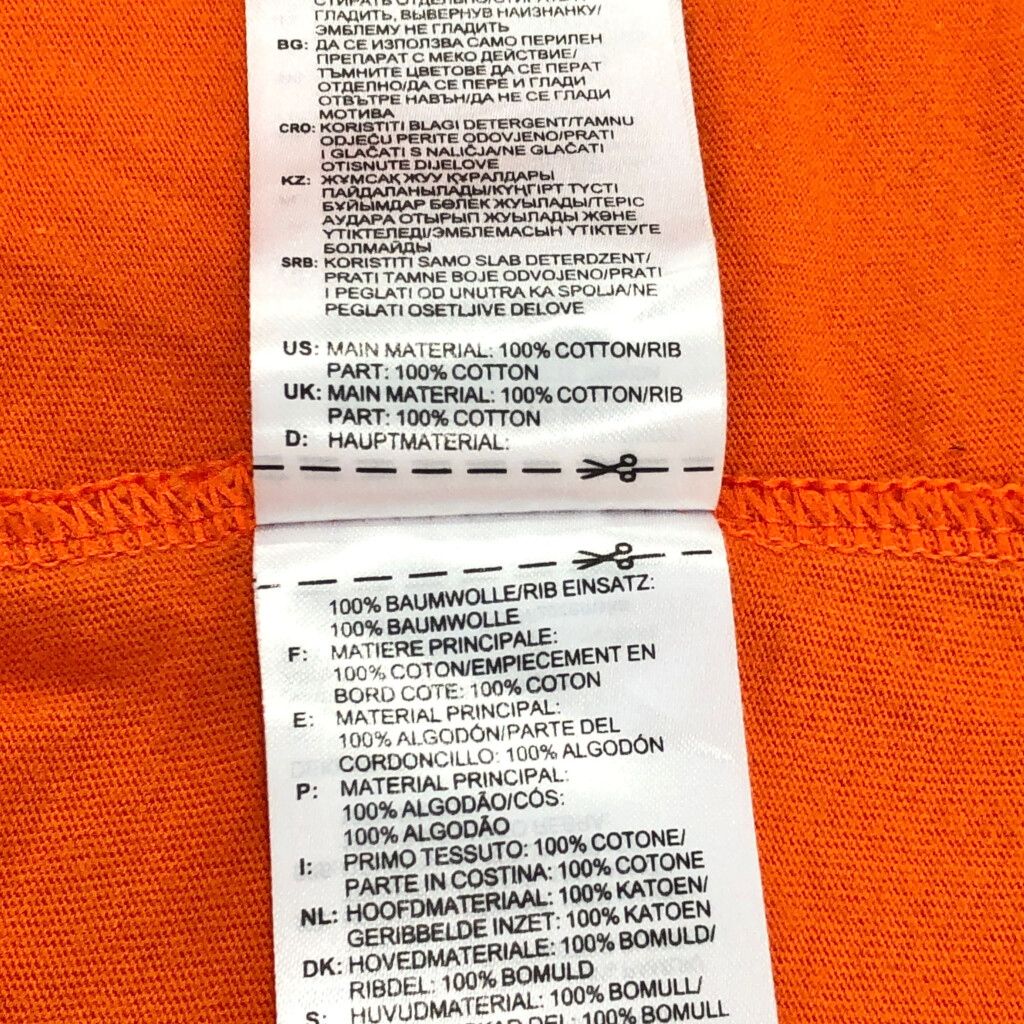 СТИРАТЬ ОТДЕЛЬНО/СТИРАТЬ И
ГЛАДИТЬ, ВЫВЕРНУВ НАИЗНАНКУ/
ЭМБЛЕМУ НЕ ГЛАДИТЬ
BG: ДА СЕ ИЗПОЛЗВА САМО ПЕРИЛЕН
ПРЕПАРАТ С МЕКО ДЕЙСТВИЕ/
ТЪМНИТЕ ЦВЕТОВЕ ДА СЕ ПЕРАТ
ОТДЕЛНО/ДА СЕ ПЕРЕ И ГЛАДИ
ОТВЪТРЕ НАВЪН/ДА НЕ СЕ ГЛАДИ
МОТИВА
CRO: KORISTITI BLAGI DETERGENT/TAMNU
ODJEĆU PERITE ODOVJENO/PRATI
I GLAČATI S NALIČJA/NE GLAČATI
OTISNUTE DIJELOVE
KZ: ЖҰМСАҚ ЖУУ ҚҰРАЛДАРЫ
ПАЙДАЛАНЫЛАДЫ/КҮҢГІРТ ТҮСТІ
БҰЙЫМДАР БӨЛЕК ЖУЫЛАДЫ/ТЕРІС
АУДАРА ОТЫРЫП ЖУЫЛАДЫ ЖӘНЕ
ҮТІКТЕЛЕДІ/ЭМБЛЕМАСЫН ҮТІКТЕУГЕ
БОЛМАЙДЫ
SRB: KORISTITI SAMO SLAB DETERDZENT/
PRATI TAMNE BOJE ODVOJENO/PRATI
I PEGLATI OD UNUTRA KA SPOLJA/NE
PEGLATI OSETLJIVE DELOVE
US: MAIN MATERIAL: 100% COTTON/RIB
PART: 100% COTTON
UK: MAIN MATERIAL: 100% COTTON/RIB
PART: 100% COTTON
D: HAUPTMATERIAL:
100% BAUMWOLLE/RIB EINSATZ:
100% BAUMWOLLE
F: MATIERE PRINCIPALE:
100% COTON/EMPIECEMENT EN
BORD COTE: 100% COTON
E: MATERIAL PRINCIPAL:
100% ALGODÓN/PARTE DEL
CORDONCILLO: 100% ALGODÓN
P: MATERIAL PRINCIPAL:
100% ALGODÃO/CÓS:
100% ALGODÃO
I: PRIMO TESSUTO: 100% COTONE/
PARTE IN COSTINA: 100% COTONE
NL: HOOFDMATERIAAL: 100% KATOEN/
GERIBBELDE INZET: 100% KATOEN
DK: HOVEDMATERIALE: 100% BOMULD/
RIBDEL: 100% BOMULD
S: HUVUDMATERIAL: 100% BOMULL/
DEL: 100% BOMULL